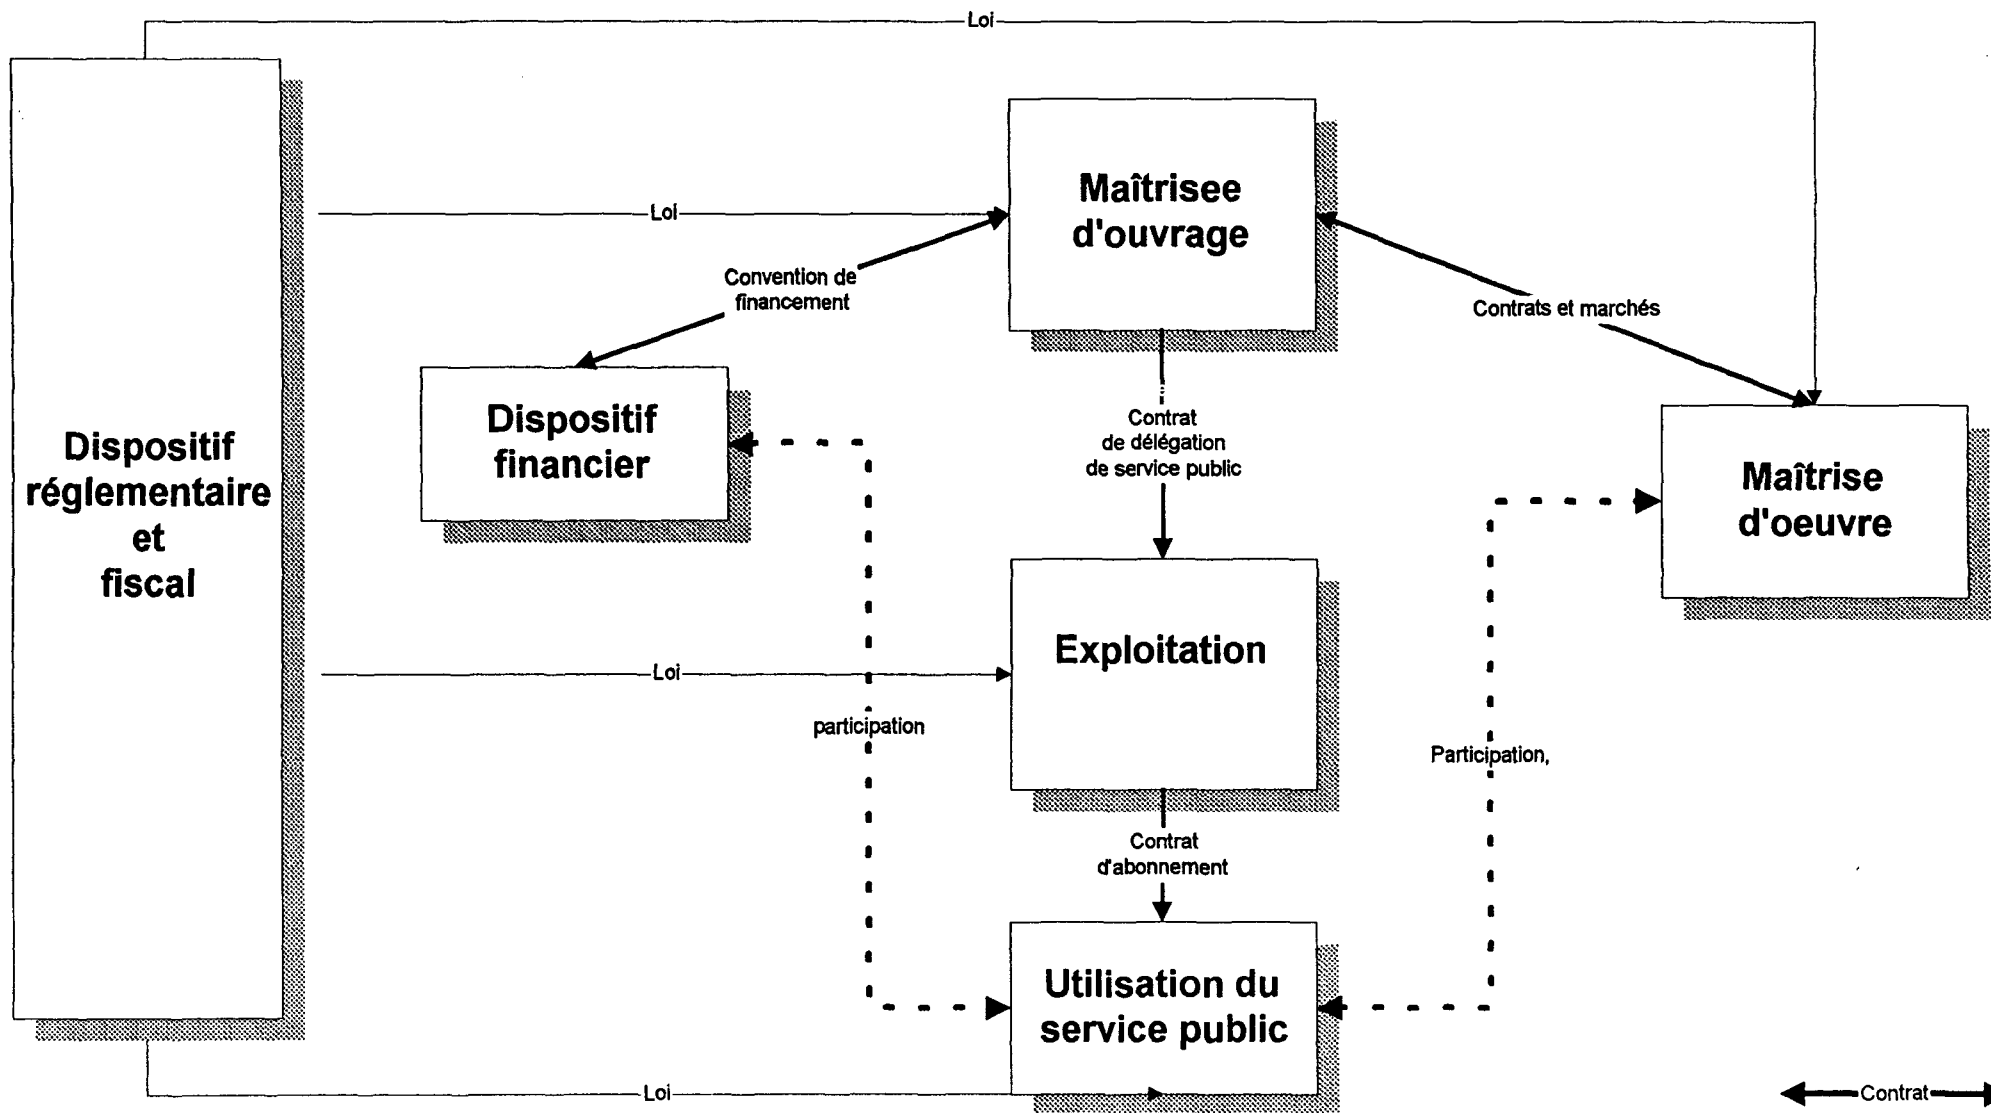 Loi
Maîtrisee
d'ouvrage
Loi
Convention de
financement
Contrats et marchés
Dispositif
financier
Contrat
de délégation
de service public
Dispositif
réglementaire
et
fiscal
Maîtrise
d'oeuvre
Exploitation
Loi
participation
Participation,
Contrat
d'abonnement
Utilisation du
service public
Loi
Contrat